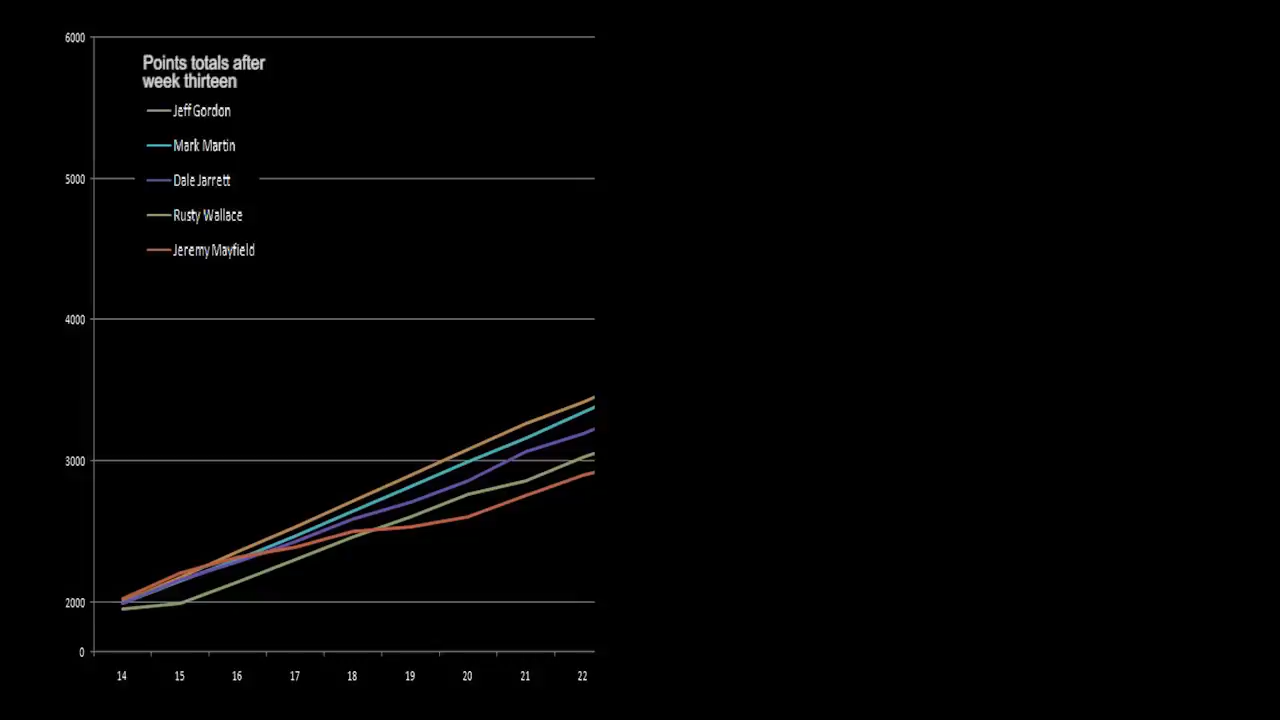 6000
Points totals after
week thirteen
Jeff Gordon
Mark Martin
5000
Dale Jarrett
Rusty Wallace
Jeremy Mayfield
4000
3000
2000
0
14 15 16 17 18 19 20 21 22